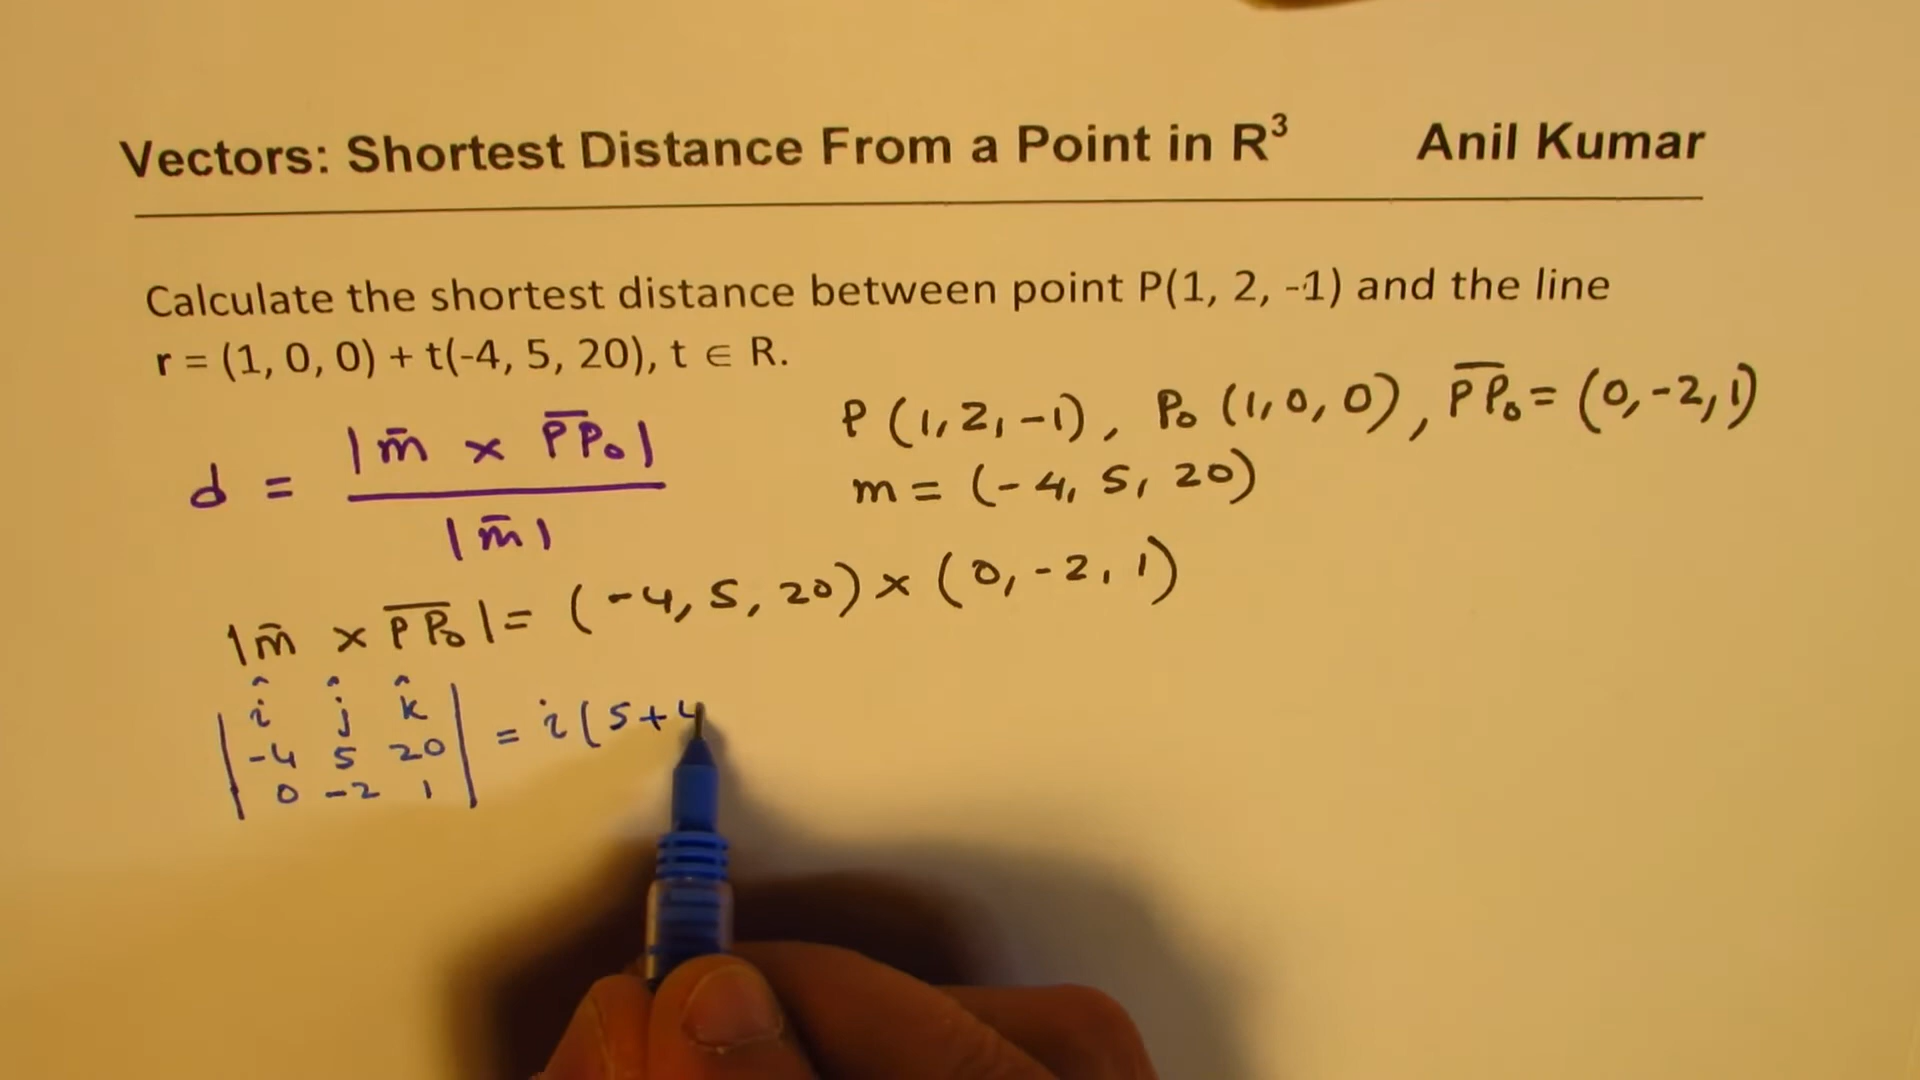 Vectors: Shortest Distance From a Point in R³ Anil Kumar
Calculate the shortest distance between point P(1, 2, -1) and the line
r = (1, 0, 0) + t(-4, 5, 20), t ∈ R.
P (1, 2, -1), P₀ (1, 0, 0), P̅P̅₀ = (0, -2, 1)
m = (-4, 5, 20)
d = |m̅ × P̅P₀| / |m̅|
|m̅ × P̅P̅₀| = (-4, 5, 20) × (0, -2, 1)
| î ĵ k̂ |
| -4 5 20 | = i(5+4
| 0 -2 1 |